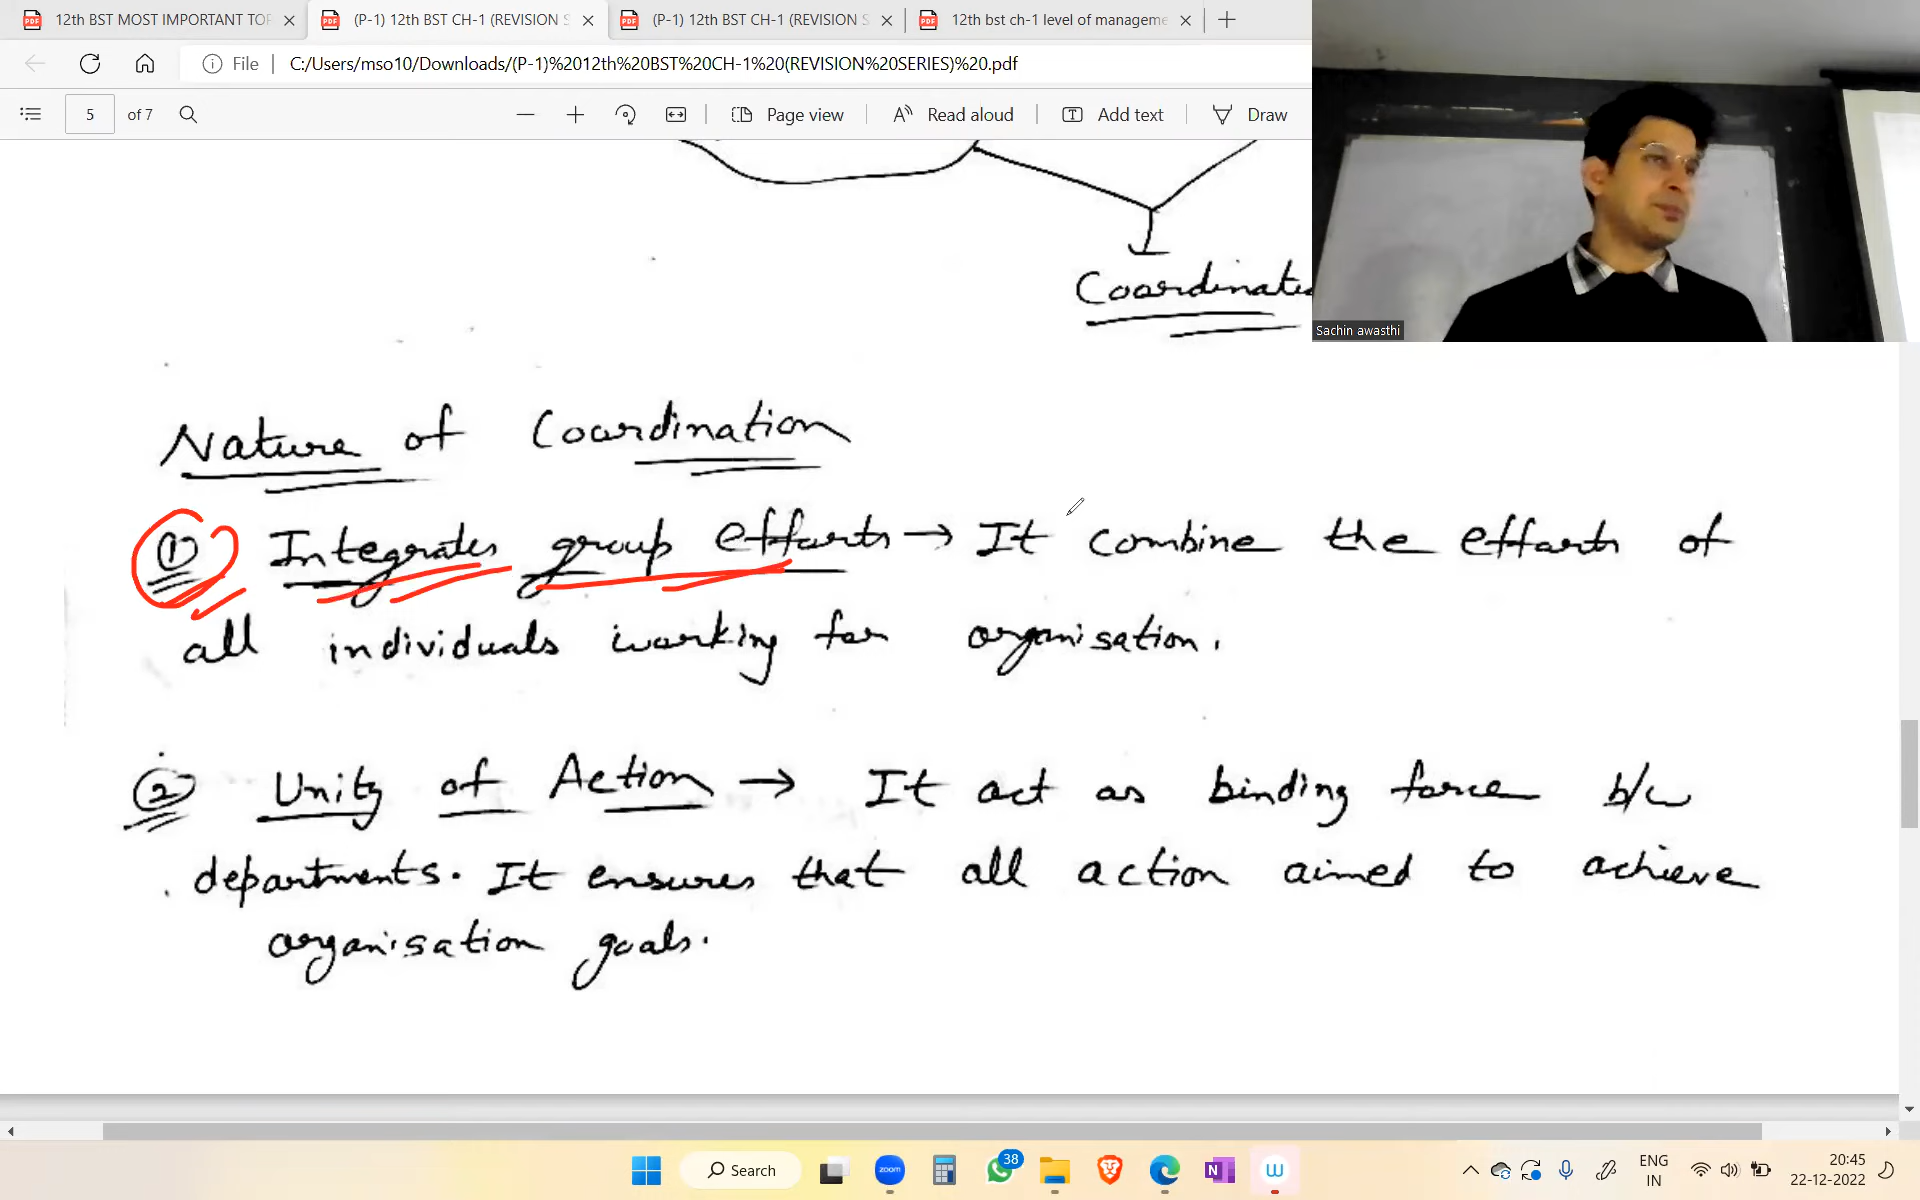 12th BST MOST IMPORTANT TOP
(P-1) 12th BST CH-1 (REVISION S
(P-1) 12th BST CH-1 (REVISION S
12th bst ch-1 level of manageme
File
C:/Users/mso10/Downloads/(P-1)%2012th%20BST%20CH-1%20(REVISION%20SERIES)%20.pdf
5 of 7
Page view
Read aloud
Add text
Draw
Sachin awasthi
Coordinatio
Nature of Coordination
① Integrates group efforts → It combine the efforts of
all individuals working for organisation.
② Unity of Action → It act as binding force b/w
departments. It ensures that all action aimed to achieve
organisation goals.
Search
zoom
38
ENG
IN
20:45
22-12-2022